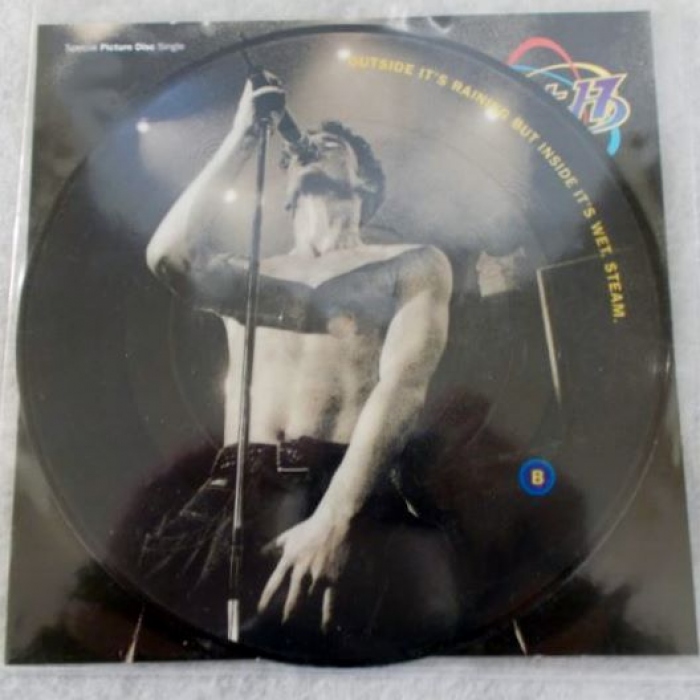 Special Picture Disc Single
OUTSIDE IT'S RAINING BUT INSIDE IT'S WET. STEAM.
B